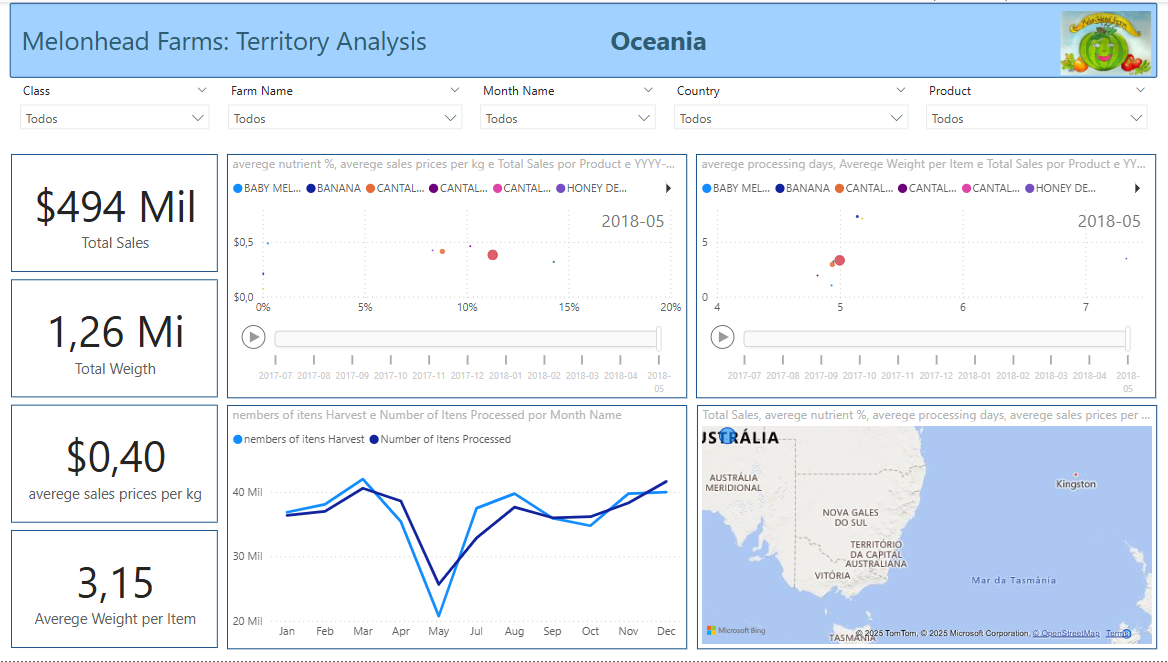 Melonhead Farms: Territory Analysis
Oceania
Class
Farm Name
Month Name
Country
Product
Todos
Todos
Todos
Todos
Todos
$494 Mil
Total Sales
1,26 Mi
Total Weigth
$0,40
averege sales prices per kg
3,15
Averege Weight per Item
averege nutrient %, averege sales prices per kg e Total Sales por Product e YYYY-...
BABY MEL... BANANA CANTAL... CANTAL... CANTAL... HONEY DE...
2018-05
$0,5
$0,0
0% 5% 10% 15% 20%
2017-07 2017-08 2017-09 2017-10 2017-11 2017-12 2018-01 2018-02 2018-03 2018-04 2018-
05
averege processing days, Averege Weight per Item e Total Sales por Product e YY...
BABY MEL... BANANA CANTAL... CANTAL... CANTAL... HONEY DE...
2018-05
5
0
4 5 6 7
2017-07 2017-08 2017-09 2017-10 2017-11 2017-12 2018-01 2018-02 2018-03 2018-04 2018-
05
nembers of itens Harvest e Number of Itens Processed por Month Name
nembers of itens Harvest Number of Itens Processed
40 Mil
30 Mil
20 Mil
Jan Feb Mar Apr May Jul Aug Sep Oct Nov Dec
Total Sales, averege nutrient %, averege processing days, averege sales prices per ...
USTRÁLIA
AUSTRÁLIA
MERIDIONAL
Kingston
NOVA GALES
DO SUL
TERRITÓRIO
DA CAPITAL
AUSTRALIANA
VITÓRIA
Mar da Tasmânia
Microsoft Bing
TASMÂNIA
© 2025 TomTom, © 2025 Microsoft Corporation, © OpenStreetMap Terms